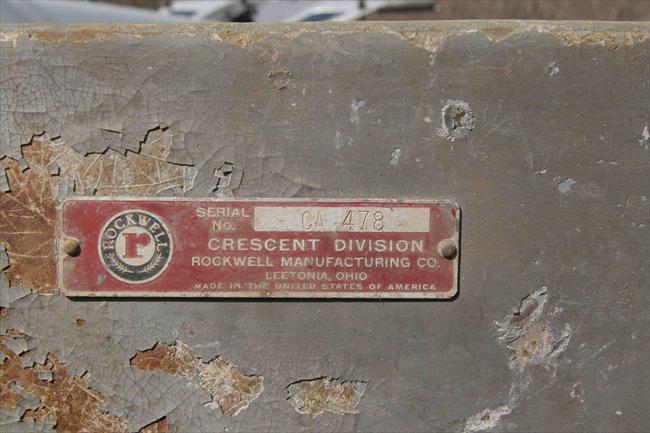 ROCKWELL
r
SERIAL
No. CA 478
CRESCENT DIVISION
ROCKWELL MANUFACTURING CO.
LEETONIA, OHIO
MADE IN THE UNITED STATES OF AMERICA